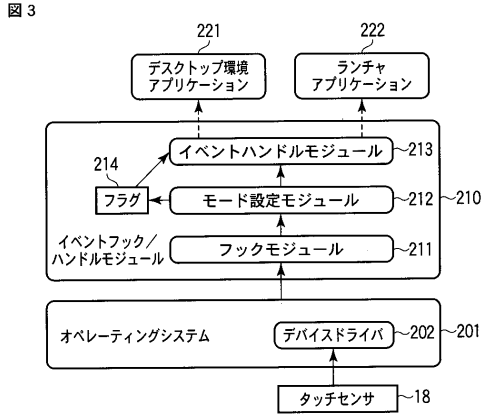 図3
221
222
デスクトップ環境
アプリケーション
ランチャ
アプリケーション
イベントハンドルモジュール
213
214
フラグ
モード設定モジュール
212
210
イベントフック/
ハンドルモジュール
フックモジュール
211
オペレーティングシステム
デバイスドライバ
202
201
タッチセンサ
18